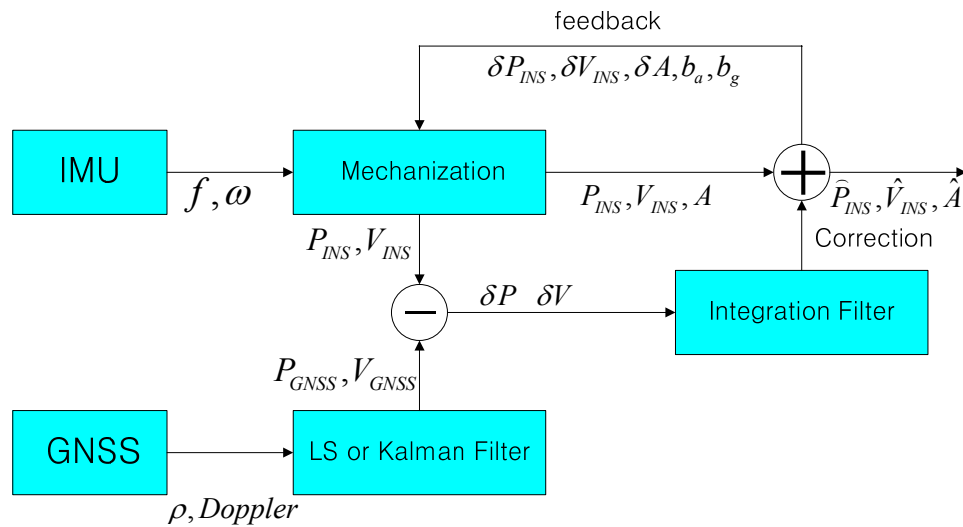 feedback
δP_INS, δV_INS, δA, b_a, b_g
IMU
f, ω
Mechanization
P_INS, V_INS, A
+
P̂_INS, V̂_INS, Â
P_INS, V_INS
Correction
−
δP δV
Integration Filter
P_GNSS, V_GNSS
GNSS
ρ, Doppler
LS or Kalman Filter